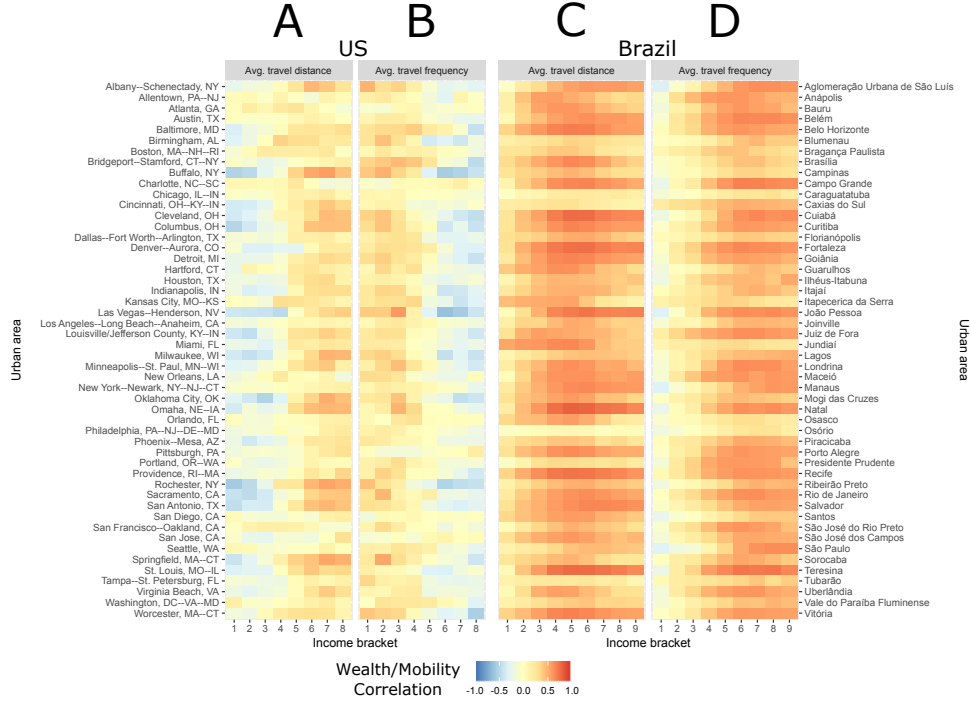 A B C D
US Brazil
Avg. travel distance Avg. travel frequency Avg. travel distance Avg. travel frequency
Albany--Schenectady, NY Aglomeração Urbana de São Luís
Allentown, PA--NJ Anápolis
Atlanta, GA Bauru
Austin, TX Belém
Baltimore, MD Belo Horizonte
Birmingham, AL Blumenau
Boston, MA--NH--RI Bragança Paulista
Bridgeport--Stamford, CT--NY Brasília
Buffalo, NY Campinas
Charlotte, NC--SC Campo Grande
Chicago, IL--IN Caraguatatuba
Cincinnati, OH--KY--IN Caxias do Sul
Cleveland, OH Cuiabá
Columbus, OH Curitiba
Dallas--Fort Worth--Arlington, TX Florianópolis
Denver--Aurora, CO Fortaleza
Detroit, MI Goiânia
Hartford, CT Guarulhos
Houston, TX Ilhéus-Itabuna
Indianapolis, IN Itajaí
Kansas City, MO--KS Itapecerica da Serra
Las Vegas--Henderson, NV João Pessoa
Los Angeles--Long Beach--Anaheim, CA Joinville
Louisville/Jefferson County, KY--IN Juiz de Fora
Miami, FL Jundiaí
Milwaukee, WI Lagos
Minneapolis--St. Paul, MN--WI Londrina
New Orleans, LA Maceió
New York--Newark, NY--NJ--CT Manaus
Oklahoma City, OK Mogi das Cruzes
Omaha, NE--IA Natal
Orlando, FL Osasco
Philadelphia, PA--NJ--DE--MD Osório
Phoenix--Mesa, AZ Piracicaba
Pittsburgh, PA Porto Alegre
Portland, OR--WA Presidente Prudente
Providence, RI--MA Recife
Rochester, NY Ribeirão Preto
Sacramento, CA Rio de Janeiro
San Antonio, TX Salvador
San Diego, CA Santos
San Francisco--Oakland, CA São José do Rio Preto
San Jose, CA São José dos Campos
Seattle, WA São Paulo
Springfield, MA--CT Sorocaba
St. Louis, MO--IL Teresina
Tampa--St. Petersburg, FL Tubarão
Virginia Beach, VA Uberlândia
Washington, DC--VA--MD Vale do Paraíba Fluminense
Worcester, MA--CT Vitória
Urban area
Urban area
1 2 3 4 5 6 7 8 1 2 3 4 5 6 7 8 1 2 3 4 5 6 7 8 9 1 2 3 4 5 6 7 8 9
Income bracket Income bracket
Wealth/Mobility
Correlation
-1.0 -0.5 0.0 0.5 1.0